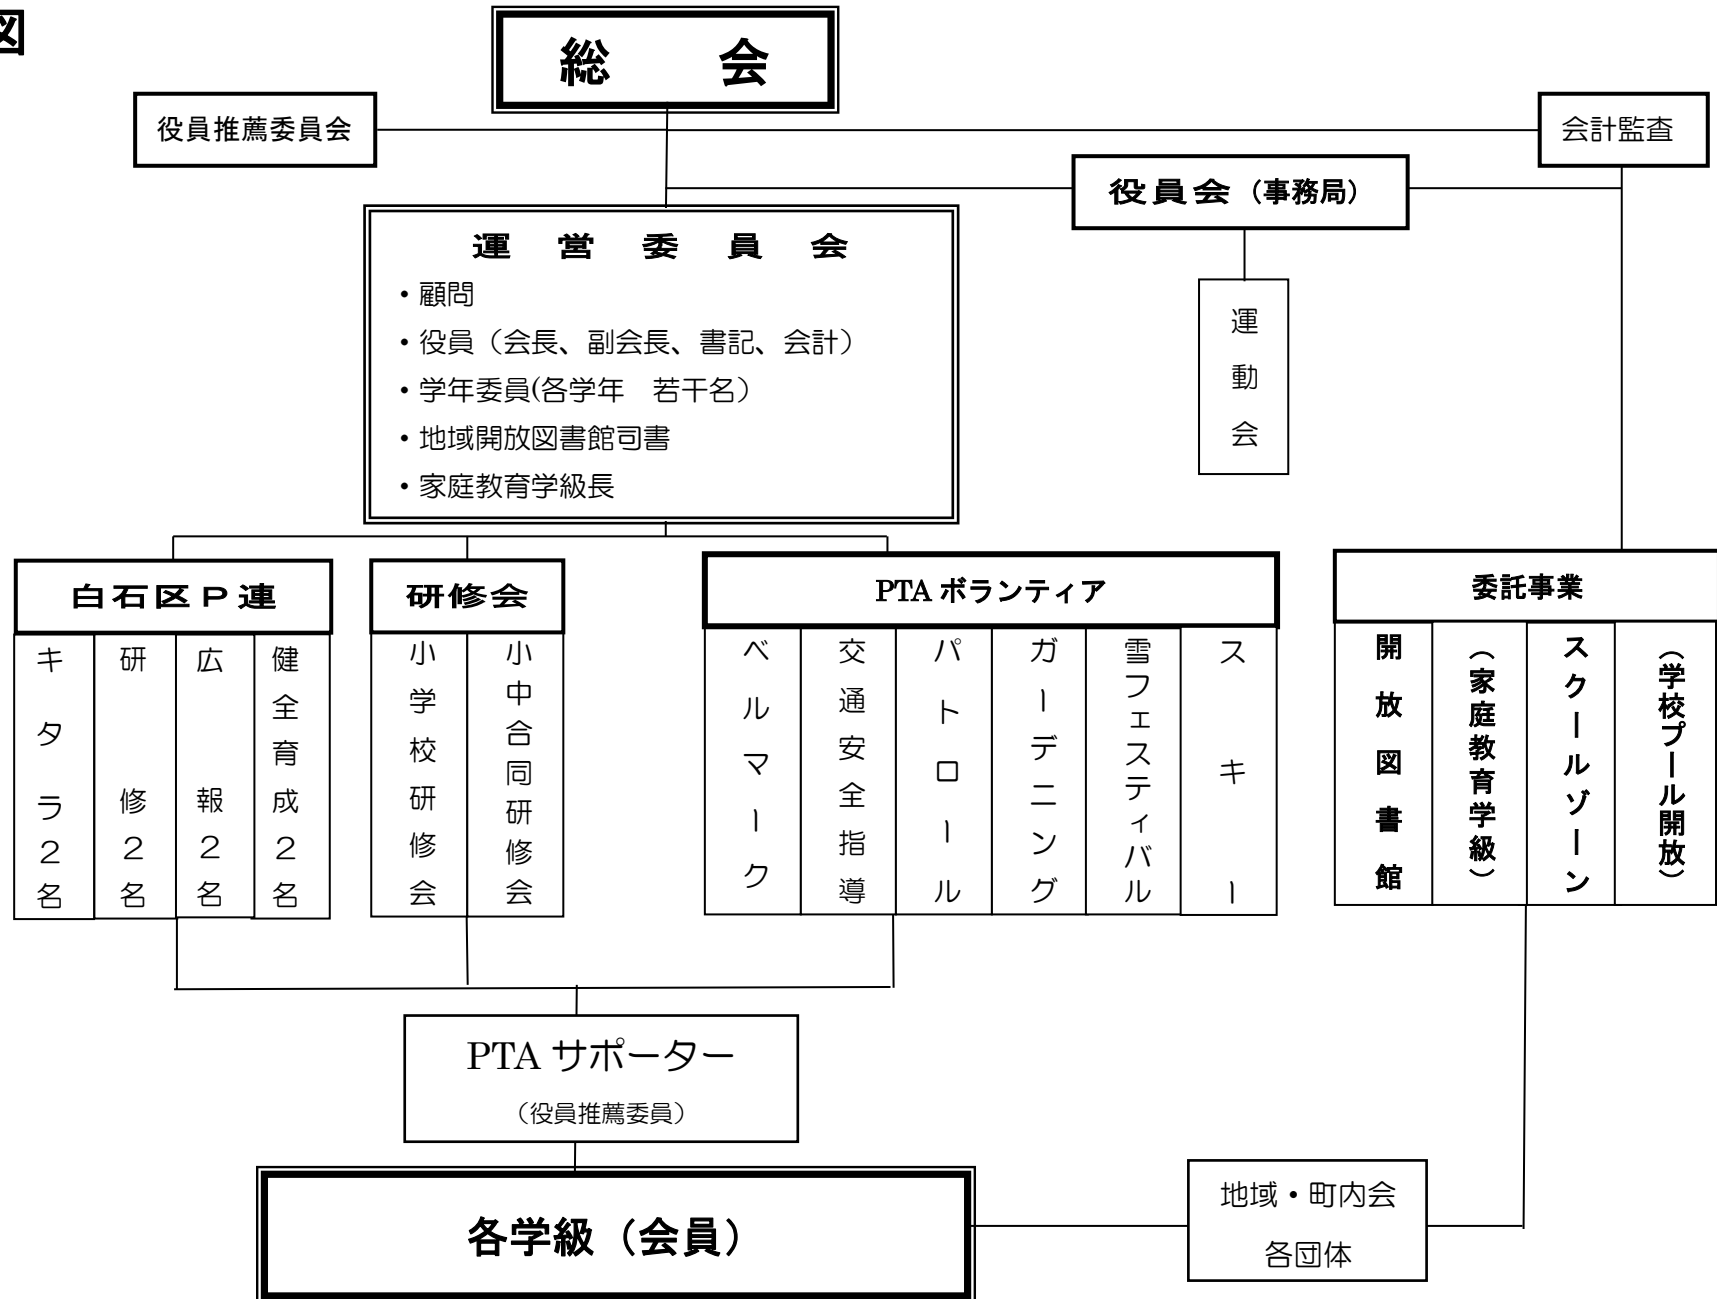 図
総　会
役員推薦委員会
会計監査
役員会（事務局）
運営委員会
・顧問
・役員（会長、副会長、書記、会計）
・学年委員(各学年　若干名）
・地域開放図書館司書
・家庭教育学級長
運動会
白石区Ｐ連
研修会
PTA ボランティア
委託事業
キタラ２名
研修２名
広報２名
健全育成２名
小学校研修会
小中合同研修会
ベルマーク
交通安全指導
パトロール
ガーデニング
雪フェスティバル
スキー
開放図書館
（家庭教育学級）
スクールゾーン
（学校プール開放）
PTA サポーター
（役員推薦委員）
各学級（会員）
地域・町内会
各団体